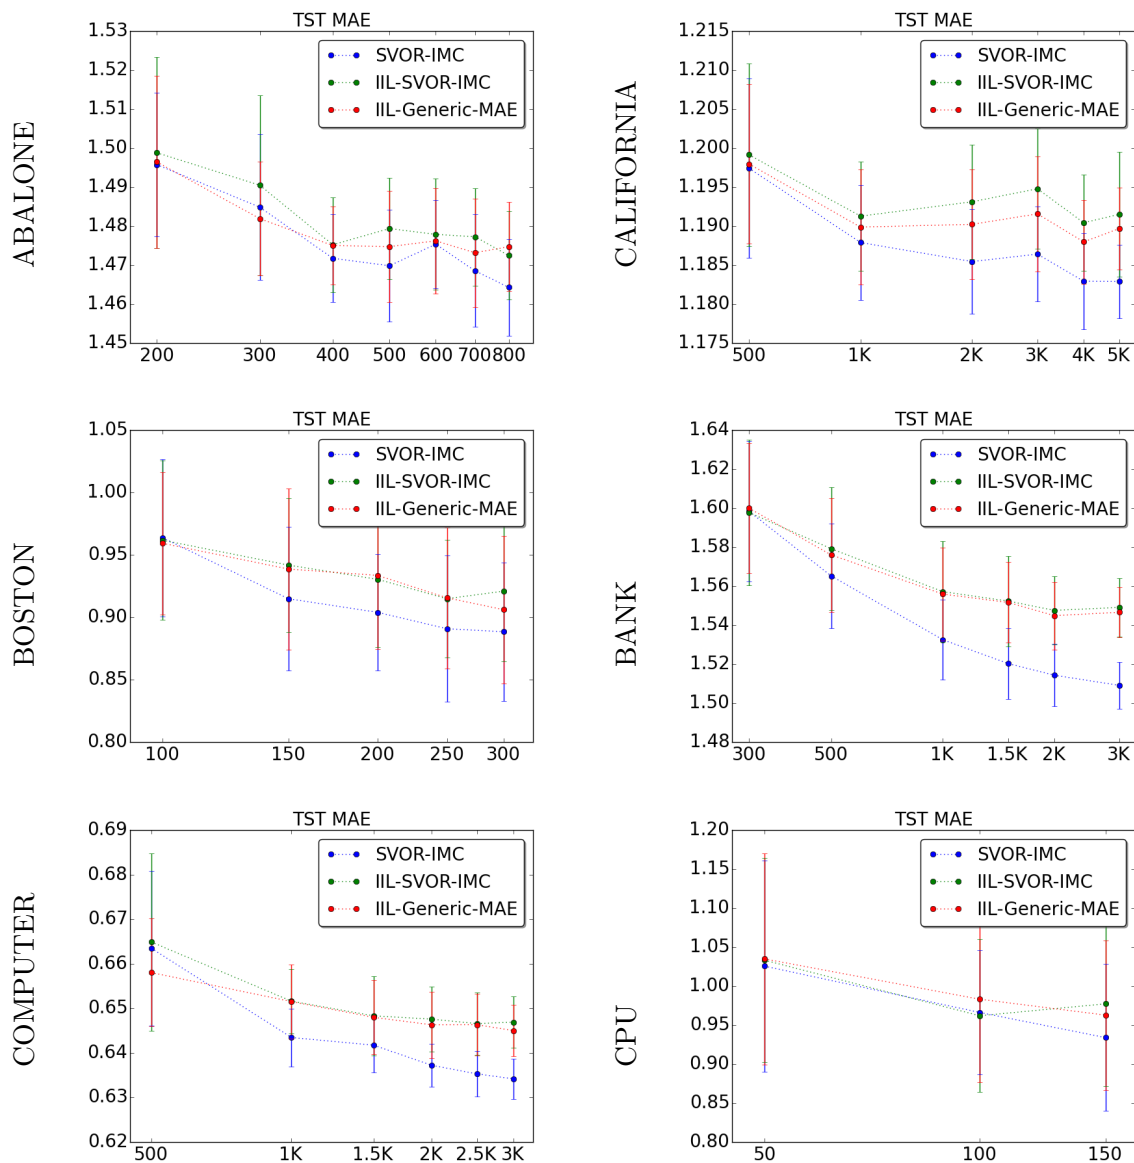 ABALONE
TST MAE
1.53
1.52
1.51
1.50
1.49
1.48
1.47
1.46
1.45
200 300 400 500 600 700 800
SVOR-IMC
IIL-SVOR-IMC
IIL-Generic-MAE
CALIFORNIA
TST MAE
1.215
1.210
1.205
1.200
1.195
1.190
1.185
1.180
1.175
500 1K 2K 3K 4K 5K
SVOR-IMC
IIL-SVOR-IMC
IIL-Generic-MAE
BOSTON
TST MAE
1.05
1.00
0.95
0.90
0.85
0.80
100 150 200 250 300
SVOR-IMC
IIL-SVOR-IMC
IIL-Generic-MAE
BANK
TST MAE
1.64
1.62
1.60
1.58
1.56
1.54
1.52
1.50
1.48
300 500 1K 1.5K 2K 3K
SVOR-IMC
IIL-SVOR-IMC
IIL-Generic-MAE
COMPUTER
TST MAE
0.69
0.68
0.67
0.66
0.65
0.64
0.63
0.62
500 1K 1.5K 2K 2.5K 3K
SVOR-IMC
IIL-SVOR-IMC
IIL-Generic-MAE
CPU
TST MAE
1.20
1.15
1.10
1.05
1.00
0.95
0.90
0.85
0.80
50 100 150
SVOR-IMC
IIL-SVOR-IMC
IIL-Generic-MAE